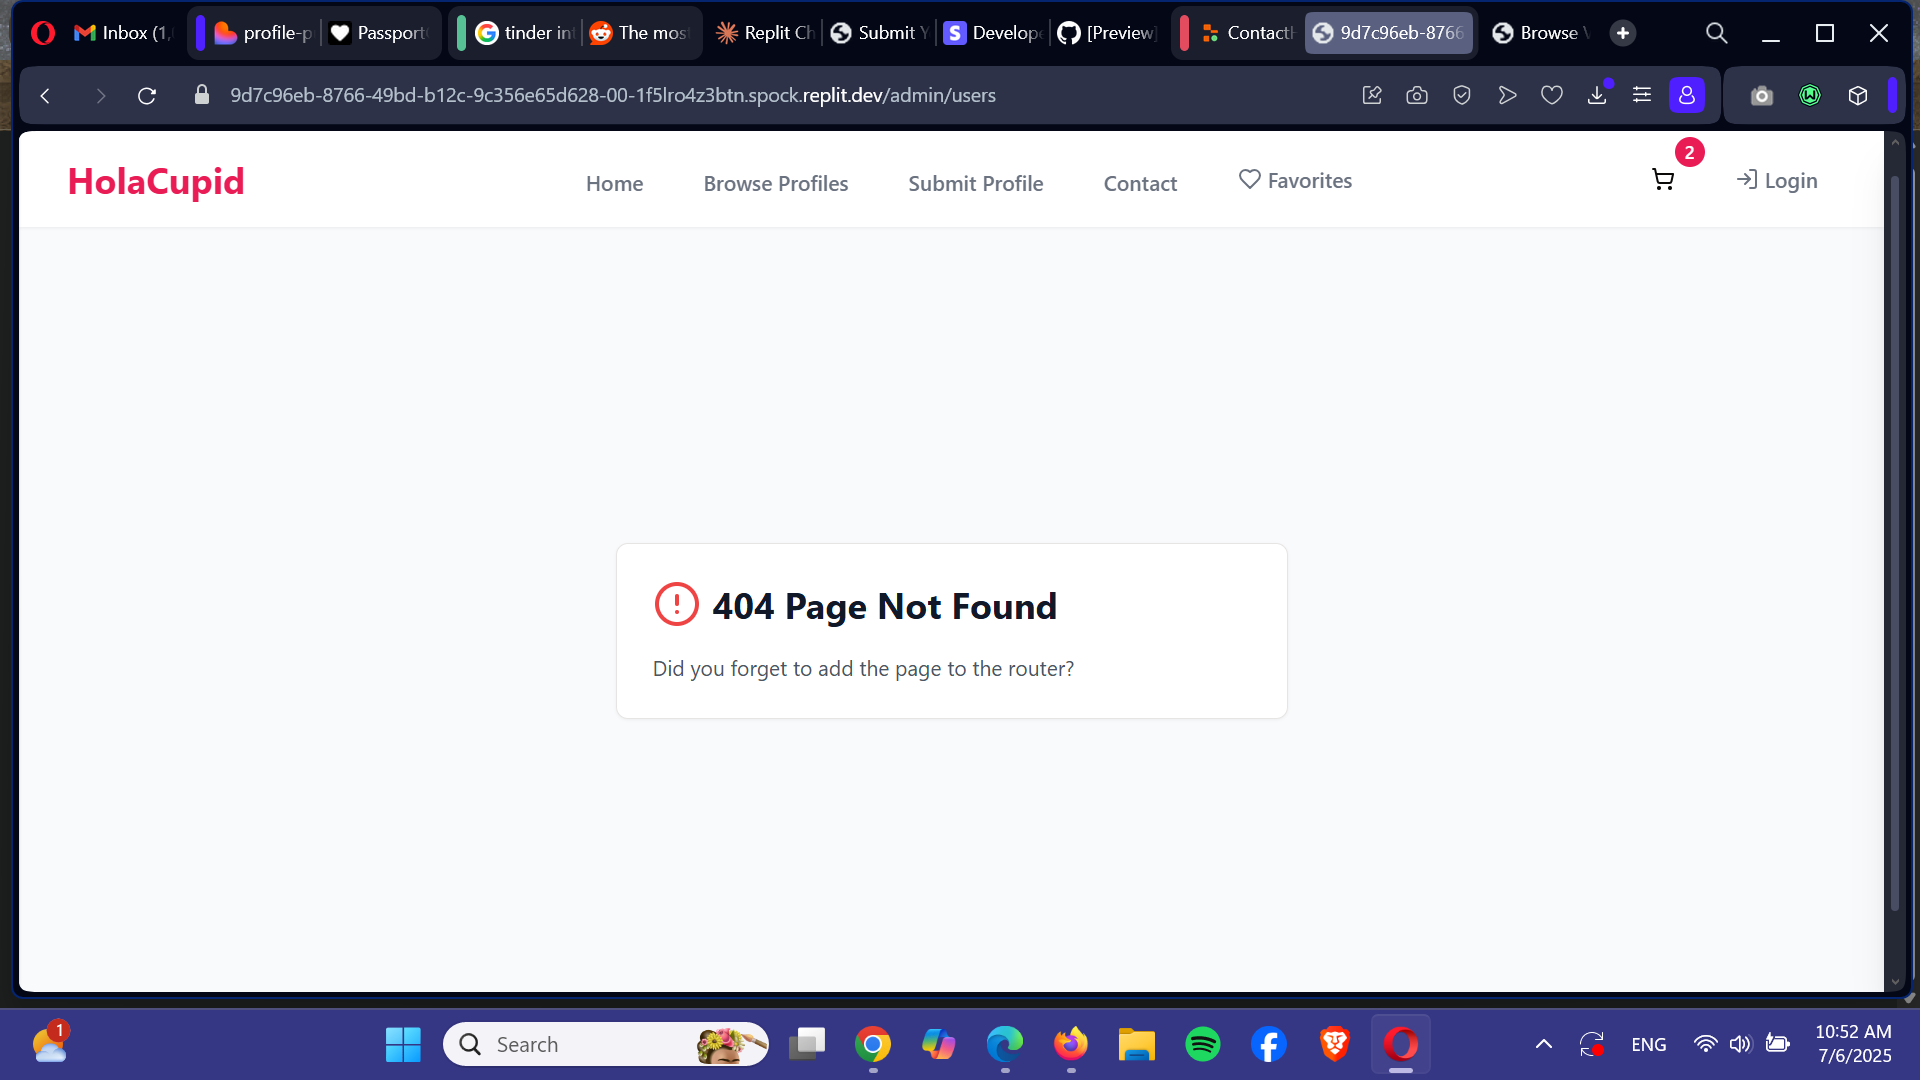 Inbox (1,
profile-p
Passport
tinder in
The mos
Replit Ch
Submit Y
Develope
[Preview]
ContactH
9d7c96eb-8766
Browse V
9d7c96eb-8766-49bd-b12c-9c356e65d628-00-1f5lro4z3btn.spock.replit.dev/admin/users
HolaCupid
Home
Browse Profiles
Submit Profile
Contact
Favorites
2
Login
404 Page Not Found
Did you forget to add the page to the router?
1
Search
ENG
10:52 AM
7/6/2025